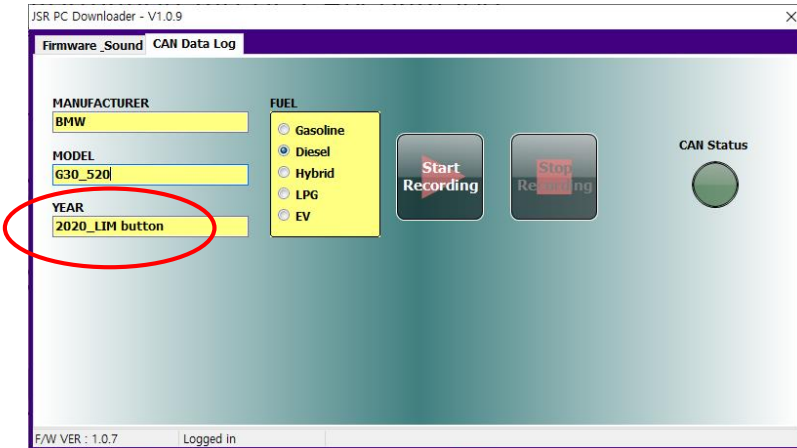 JSR PC Downloader - V1.0.9
Firmware _Sound CAN Data Log
MANUFACTURER
BMW
MODEL
G30_520
YEAR
2020_LIM button
FUEL
Gasoline
Diesel
Hybrid
LPG
EV
Start
Recording
Stop
Recording
CAN Status
F/W VER : 1.0.7 Logged in